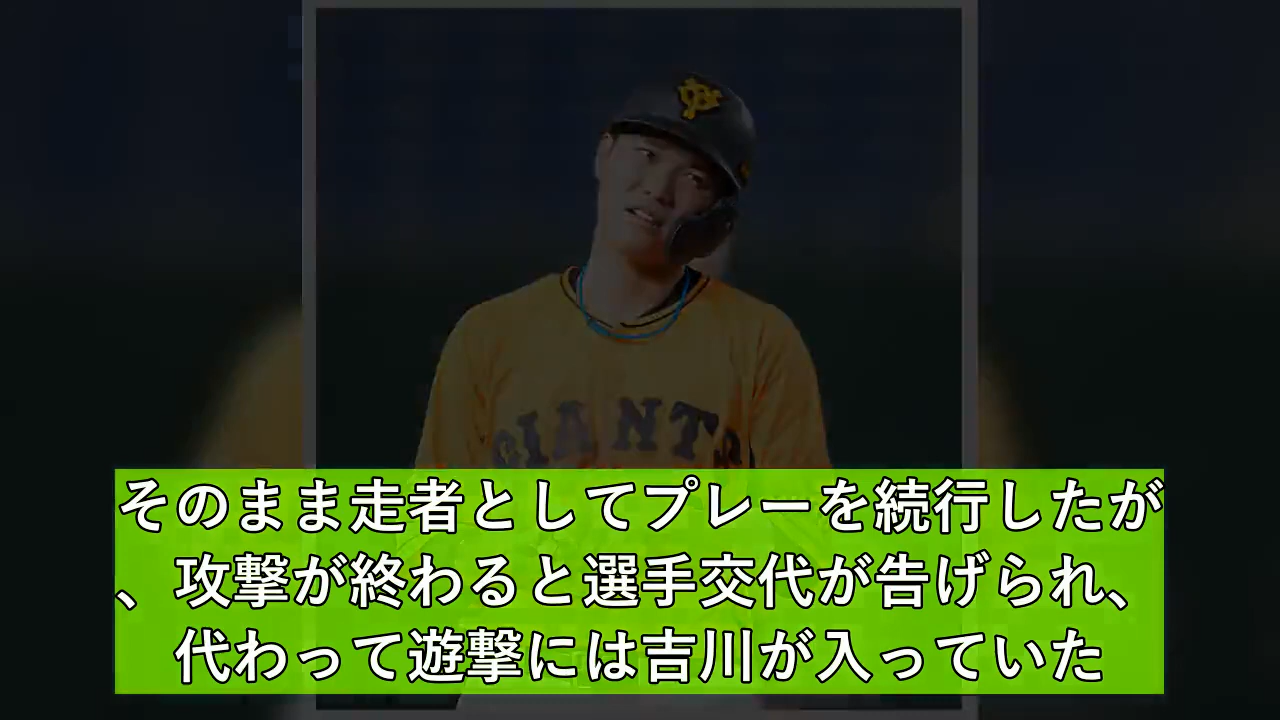 GIANTS
そのまま走者としてプレーを続行したが
、攻撃が終わると選手交代が告げられ、
代わって遊撃には吉川が入っていた